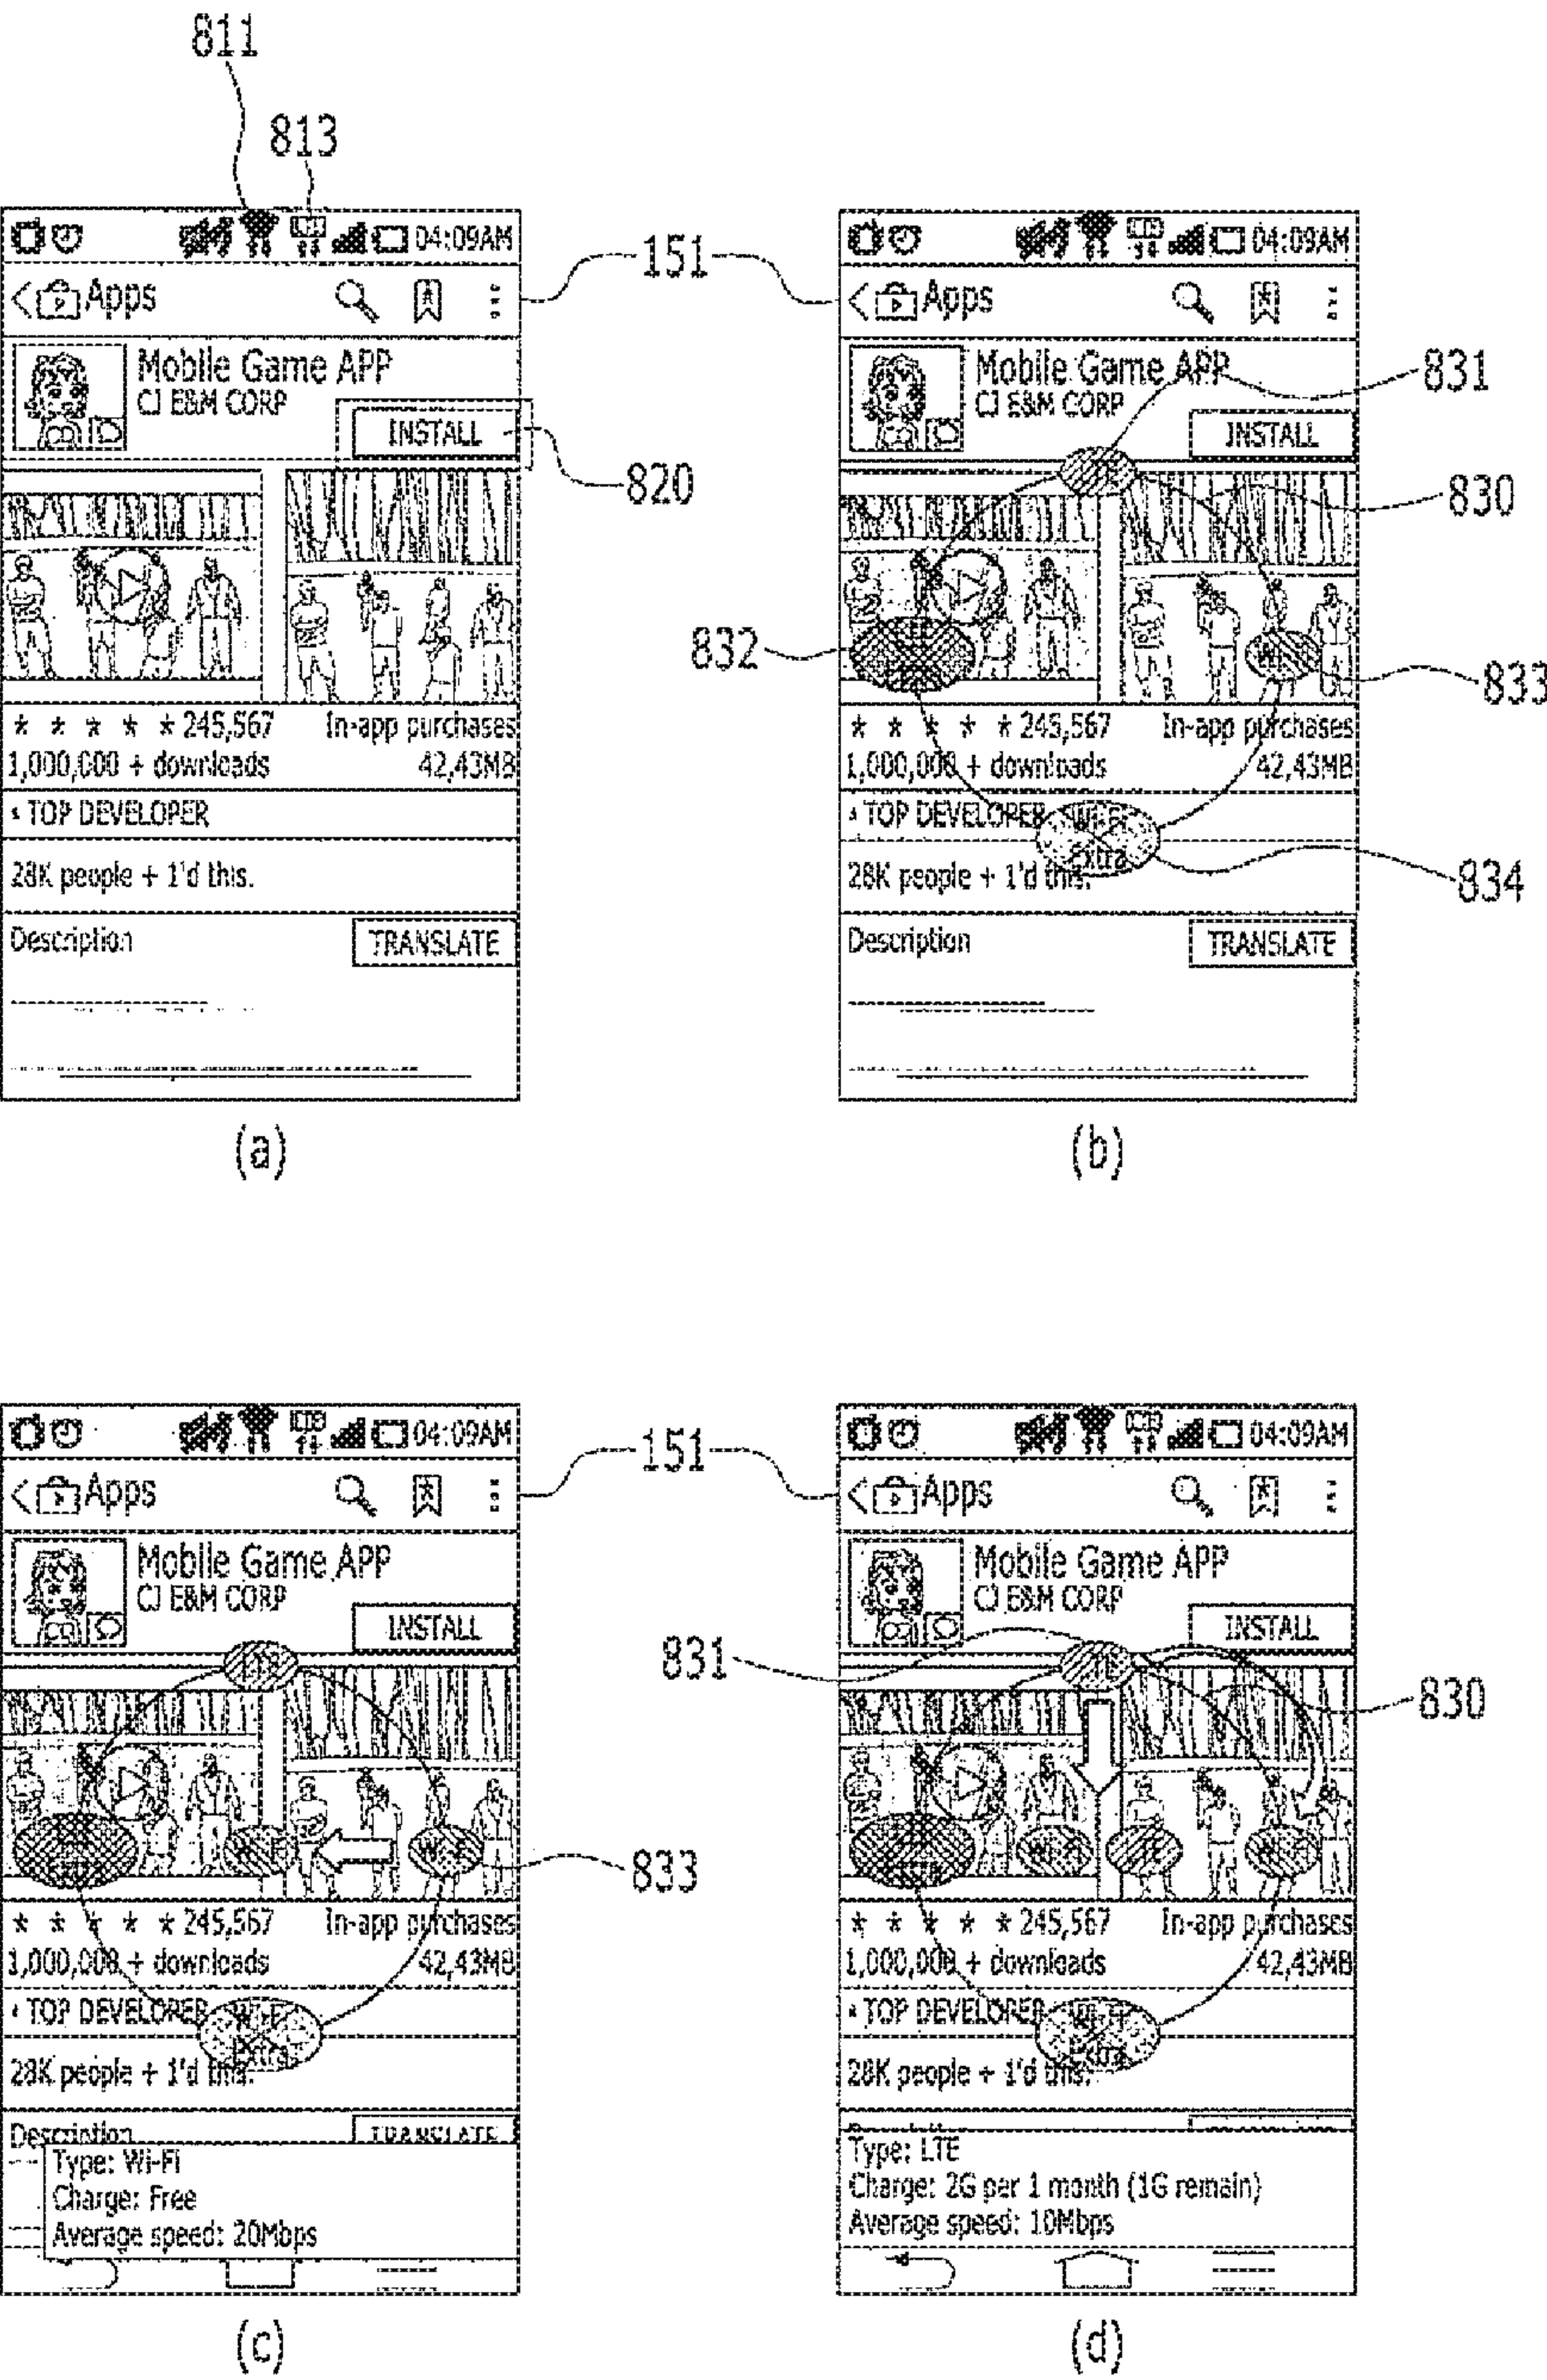 811
813
04:09AM
Apps
Mobile Game APP
CJ E&M CORP
INSTALL
820
★ ★ ★ ★ ★ 245,567 In-app purchases
1,000,000 + downloads 42,43MB
TOP DEVELOPER
28K people + 1'd this.
Description TRANSLATE
(a)
151
04:09AM
Apps
Mobile Game APP
CJ E&M CORP
INSTALL
831
830
832
833
★ ★ ★ ★ ★ 245,567 In-app purchases
1,000,000 + downloads 42,43MB
TOP DEVELOPER
Extra
834
28K people + 1'd this.
Description TRANSLATE
(b)
04:09AM
Apps
Mobile Game APP
CJ E&M CORP
INSTALL
LTE
833
★ ★ ★ ★ ★ 245,567 In-app purchases
1,000,000 + downloads 42,43MB
TOP DEVELOPER
Extra
28K people + 1'd this.
Description TRANSLATE
Type: Wi-Fi
Charge: Free
Average speed: 20Mbps
(c)
151
04:09AM
Apps
Mobile Game APP
CJ E&M CORP
INSTALL
831
830
★ ★ ★ ★ ★ 245,567 In-app purchases
1,000,000 + downloads 42,43MB
TOP DEVELOPER
Extra
28K people + 1'd this.
Type: LTE
Charge: 2G per 1 month (1G remain)
Average speed: 10Mbps
(d)